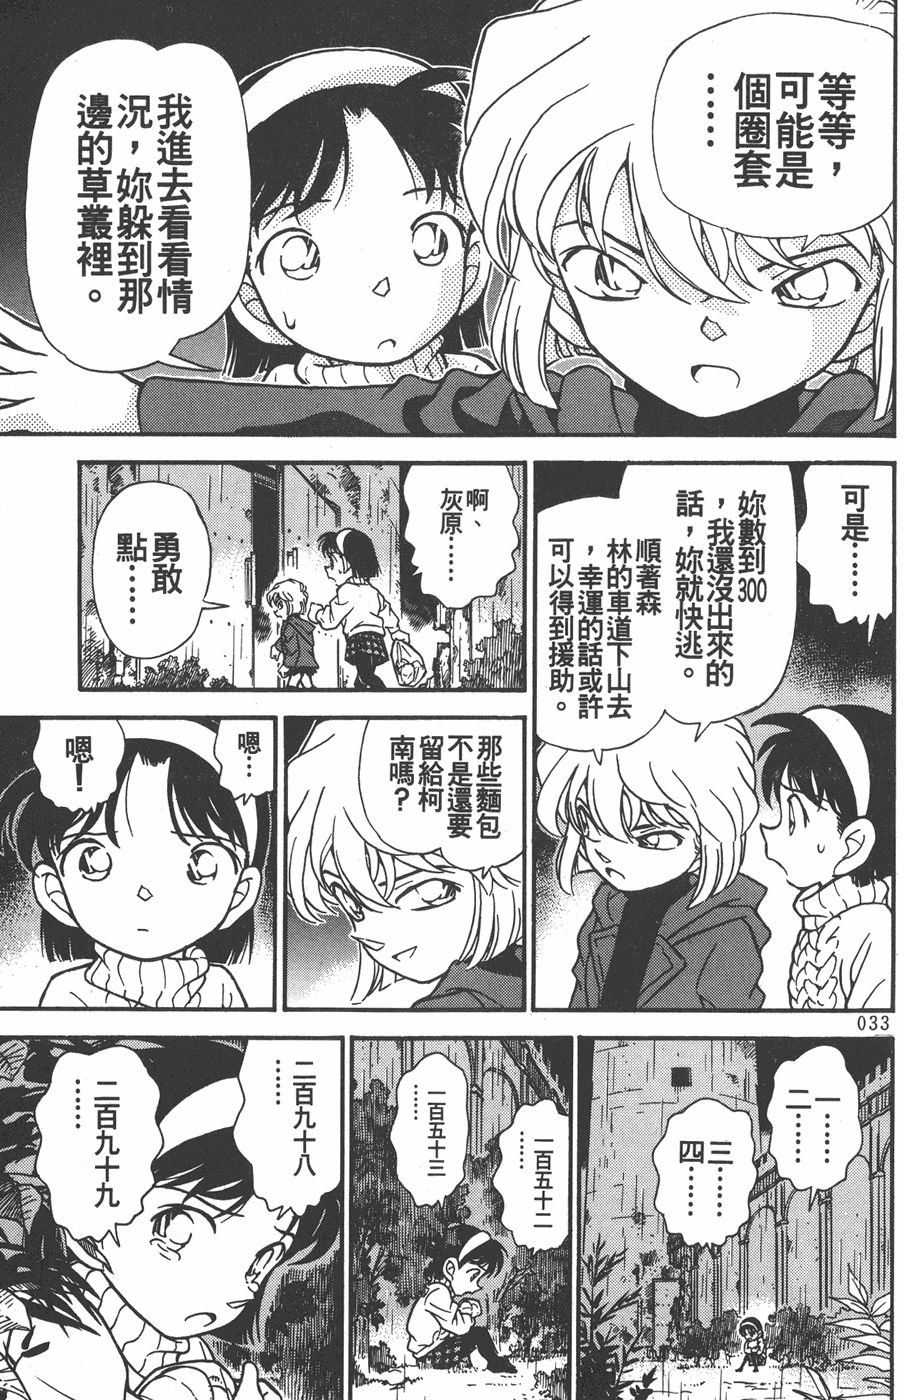 等等，
可能是
個圈套
……
我進去看看情
況，妳躲到那
邊的草叢裡。
可是……
妳數到300
，我還沒出來的
話，妳就快逃。
順著森
林的車道下山去
，幸運的話或許
可以得到援助。
啊、
灰原……
勇敢
點……
那些麵包
不是還要
留給柯
南嗎？
嗯…
嗯！
033
一……
二……
三……
四……
一百五十二
……
一百五十三
……
二百九十八
……
二百九十九
……